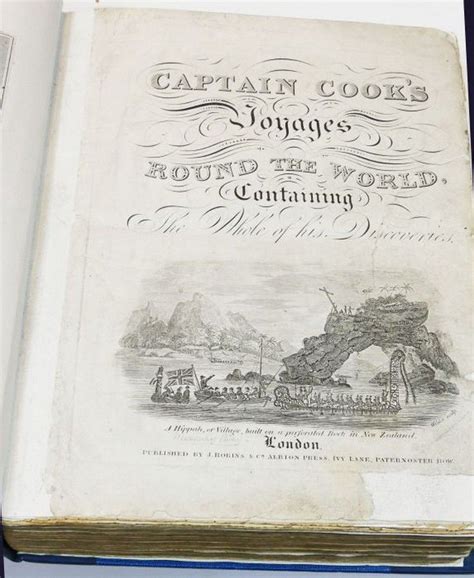 CAPTAIN COOK'S
Voyages
ROUND THE WORLD,
Containing
The Whole of his Discoveries.
A Hippah, or Village, built on a perforated Rock in New Zealand.
London.
PUBLISHED BY J. ROBINS & Co. ALBION PRESS, IVY LANE, PATERNOSTER ROW.